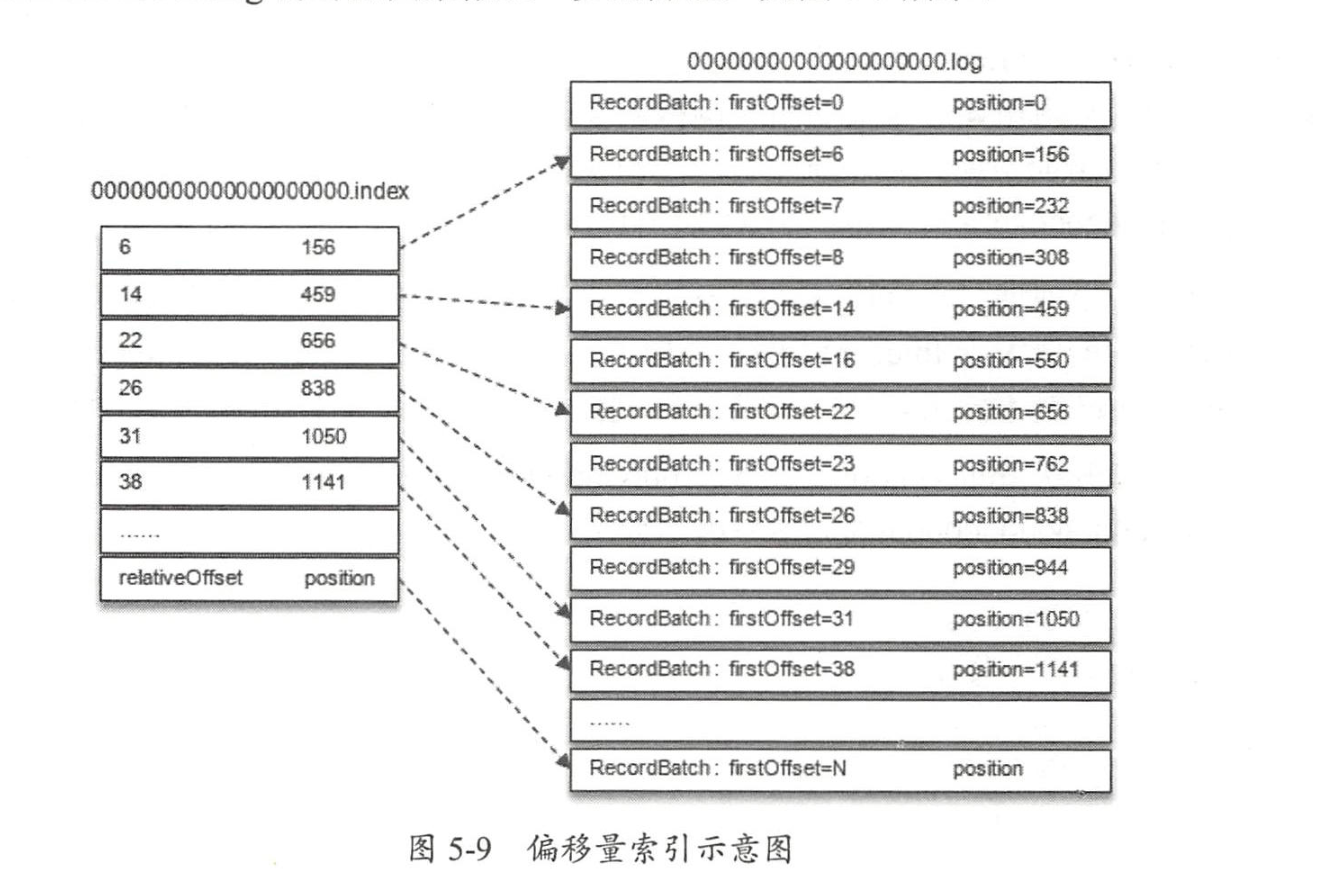 00000000000000000000.log
RecordBatch: firstOffset=0 position=0
RecordBatch: firstOffset=6 position=156
RecordBatch: firstOffset=7 position=232
RecordBatch: firstOffset=8 position=308
RecordBatch: firstOffset=14 position=459
RecordBatch: firstOffset=16 position=550
RecordBatch: firstOffset=22 position=656
RecordBatch: firstOffset=23 position=762
RecordBatch: firstOffset=26 position=838
RecordBatch: firstOffset=29 position=944
RecordBatch: firstOffset=31 position=1050
RecordBatch: firstOffset=38 position=1141
......
RecordBatch: firstOffset=N position
00000000000000000000.index
6 156
14 459
22 656
26 838
31 1050
38 1141
......
relativeOffset position
图 5-9 偏移量索引示意图